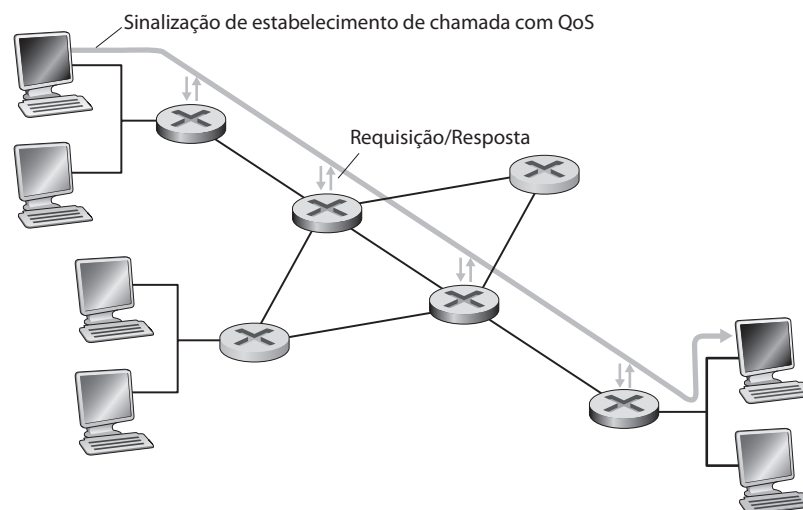 Sinalização de estabelecimento de chamada com QoS
Requisição/Resposta